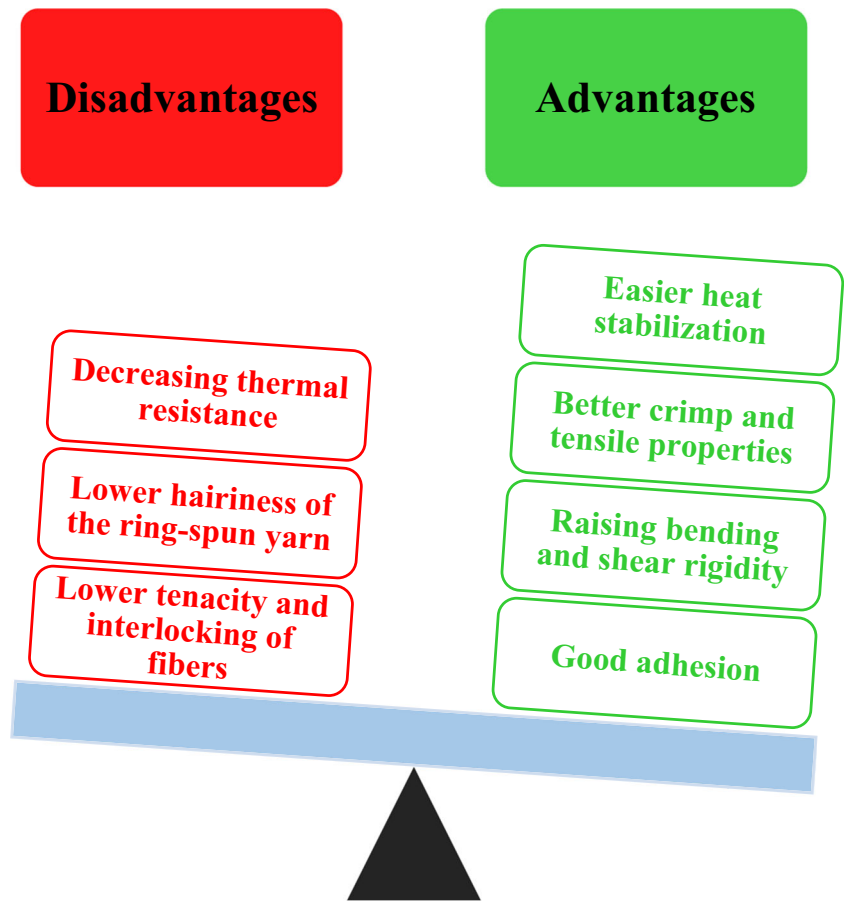 Disadvantages
Advantages
Decreasing thermal
resistance
Lower hairiness of
the ring-spun yarn
Lower tenacity and
interlocking of
fibers
Easier heat
stabilization
Better crimp and
tensile properties
Raising bending
and shear rigidity
Good adhesion